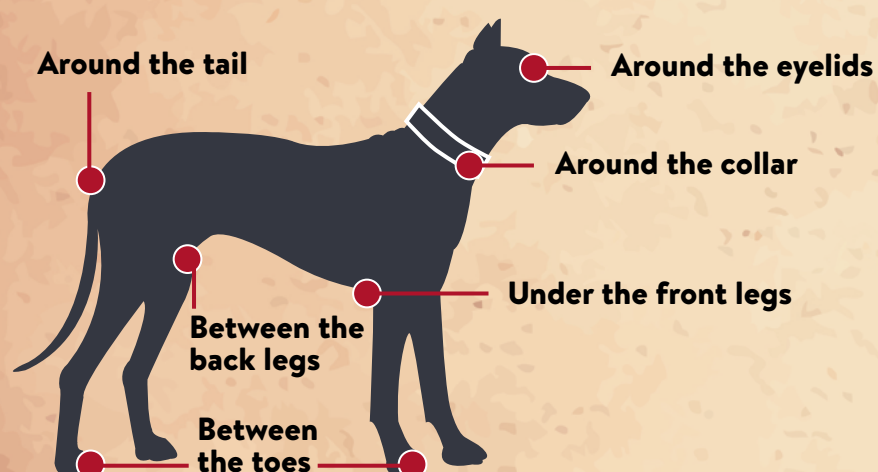 Around the tail
Around the eyelids
Around the collar
Under the front legs
Between the
back legs
Between
the toes